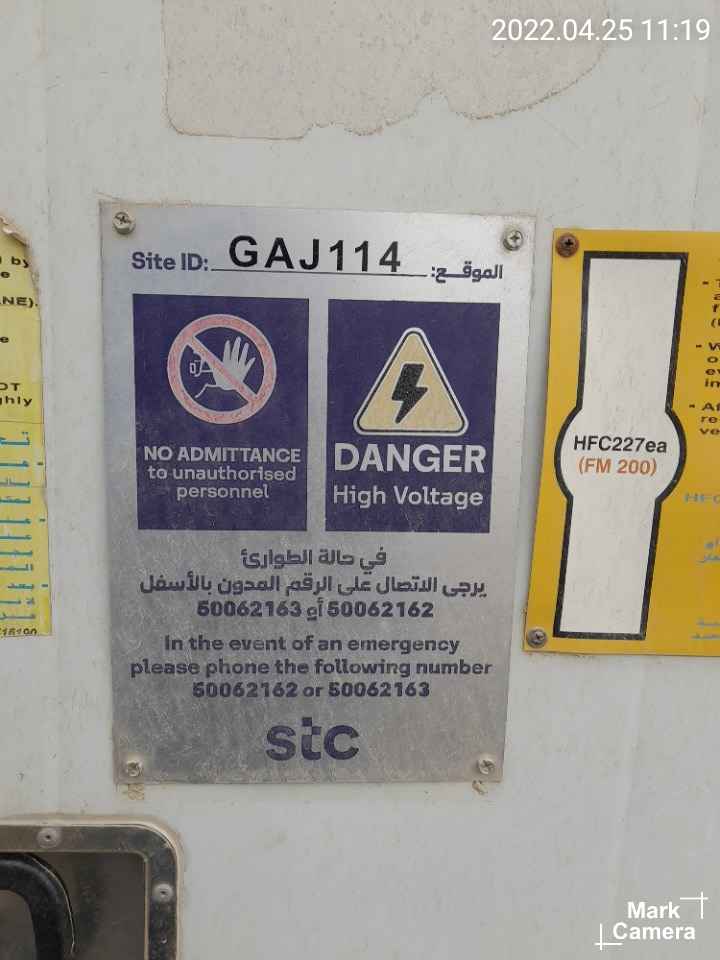 2022.04.25 11:19
Site ID: GAJ114 الموقـع:
NO ADMITTANCE
to unauthorised
personnel
DANGER
High Voltage
في حالة الطوارئ
يرجى الاتصال على الرقم المدون بالأسفل
50062162 أو 50062163
In the event of an emergency
please phone the following number
50062162 or 50062163
stc
HFC227ea
(FM 200)
Mark
Camera